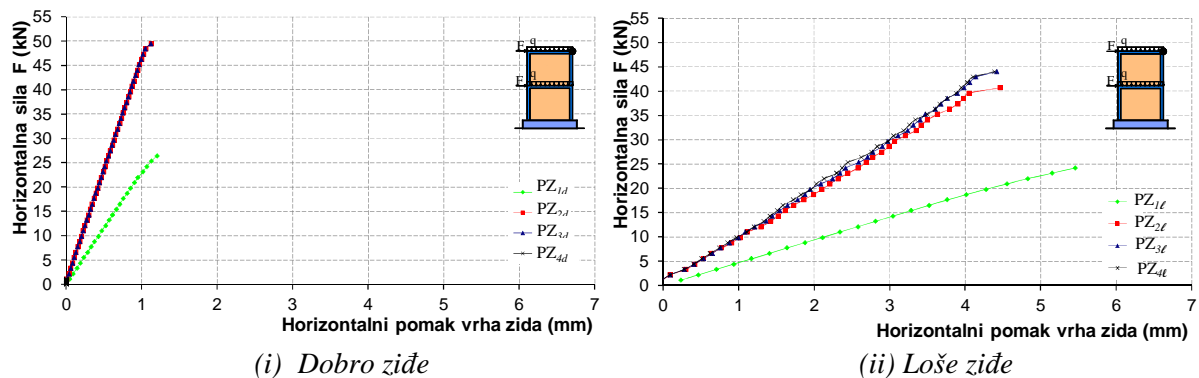 Horizontalna sila F (kN)
55
50
45
40
35
30
25
20
15
10
5
0
0 1 2 3 4 5 6 7
Horizontalni pomak vrha zida (mm)
F q
F q
PZ1d
PZ2d
PZ3d
PZ4d
(i) Dobro ziđe
Horizontalna sila F (kN)
55
50
45
40
35
30
25
20
15
10
5
0
0 1 2 3 4 5 6 7
Horizontalni pomak vrha zida (mm)
F q
F q
PZ1ℓ
PZ2ℓ
PZ3ℓ
PZ4ℓ
(ii) Loše ziđe